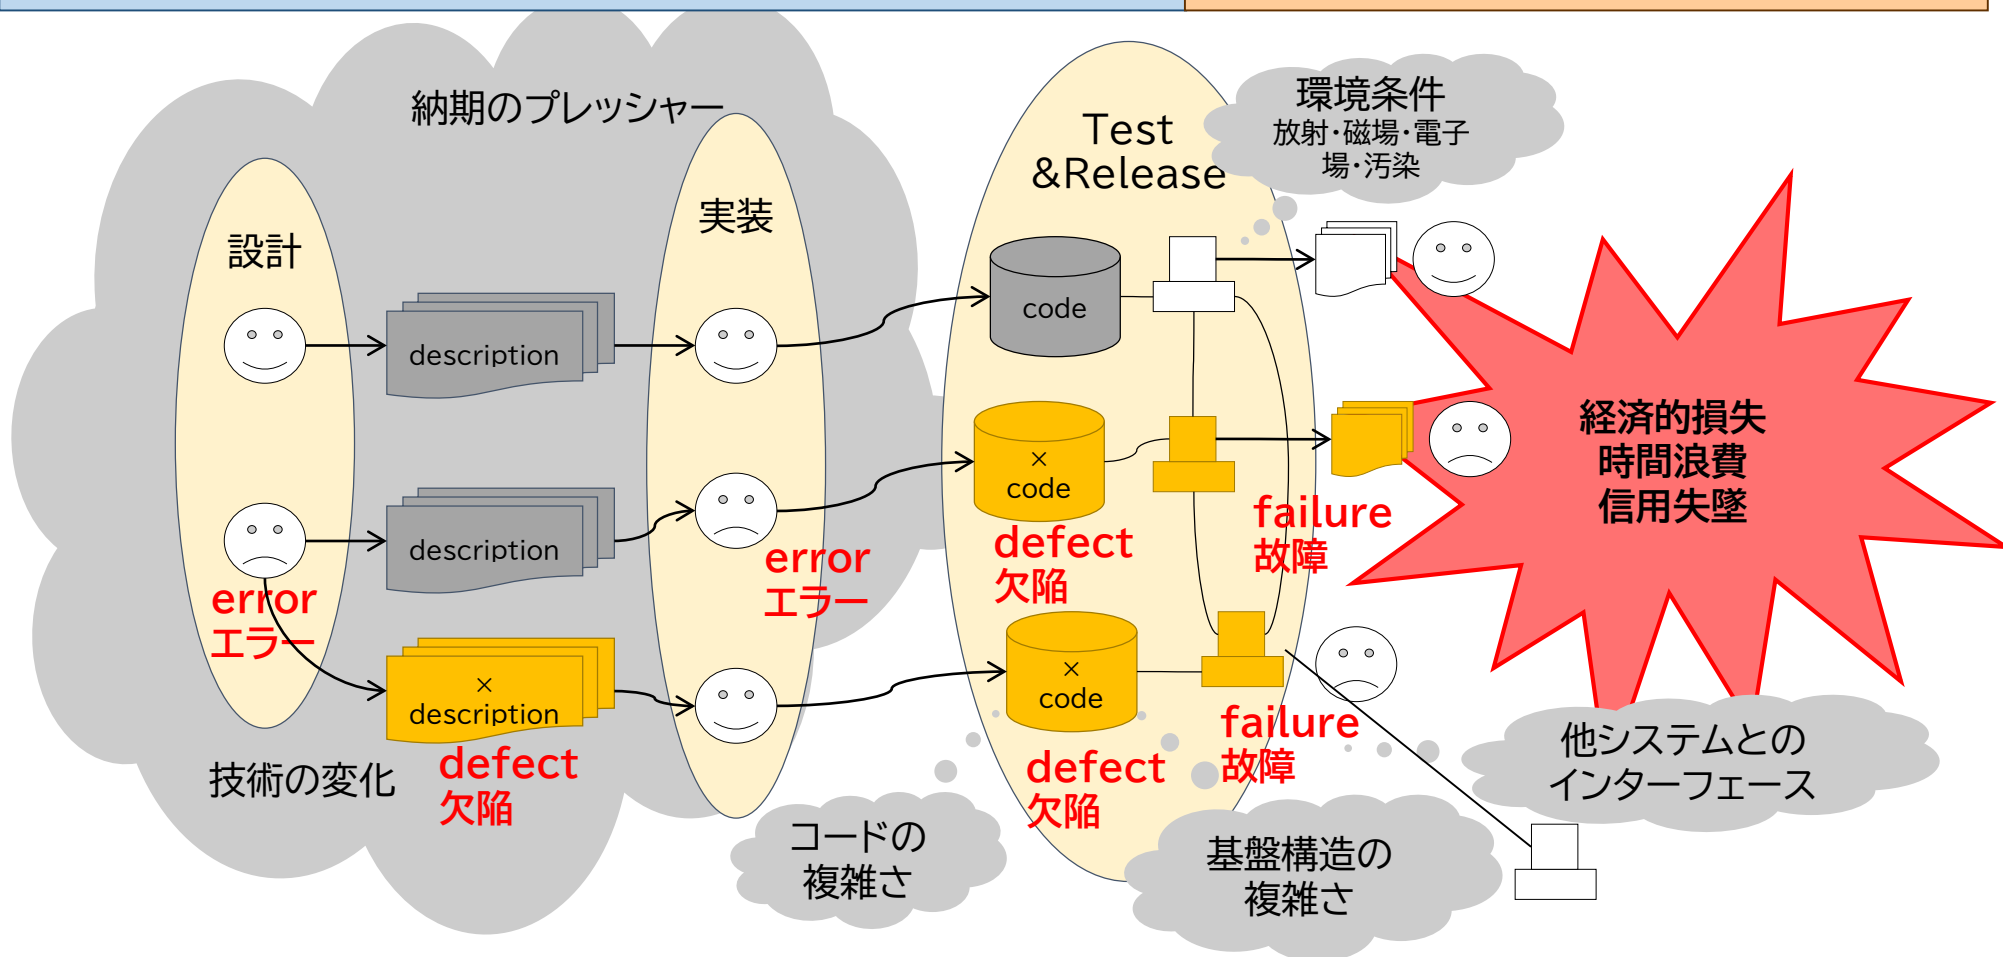 納期のプレッシャー
設計
実装
Test
&Release
環境条件
放射・磁場・電子
場・汚染
description
code
description
×
code
error
エラー
error
エラー
defect
欠陥
failure
故障
経済的損失
時間浪費
信用失墜
×
description
defect
欠陥
×
code
defect
欠陥
failure
故障
技術の変化
コードの
複雑さ
基盤構造の
複雑さ
他システムとの
インターフェース